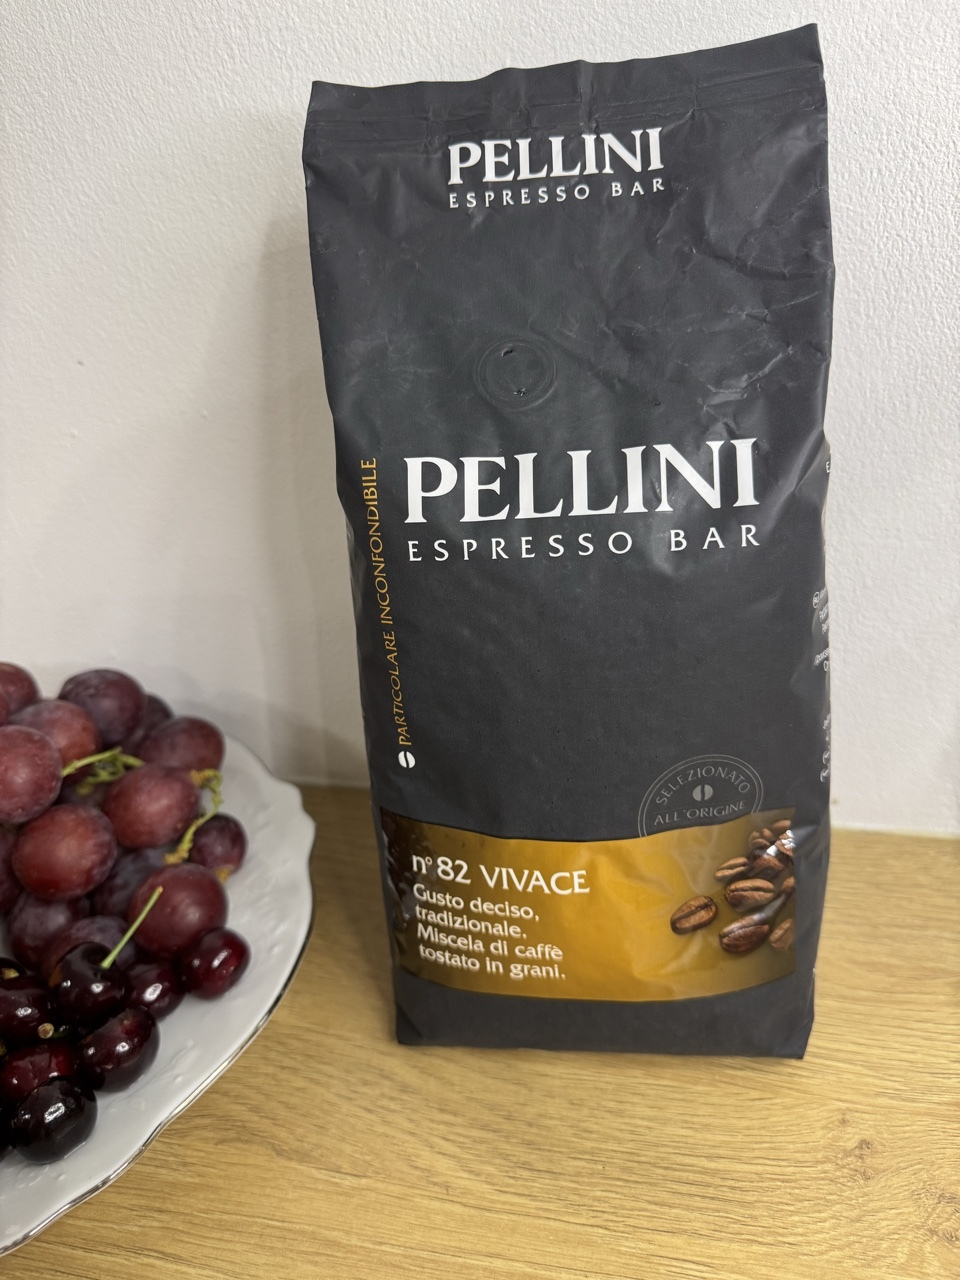 PELLINI
ESPRESSO BAR
PELLINI
ESPRESSO BAR
PARTICOLARE INCONFONDIBILE
SELEZIONATO
ALL'ORIGINE
n° 82 VIVACE
Gusto deciso,
tradizionale.
Miscela di caffè
tostato in grani.